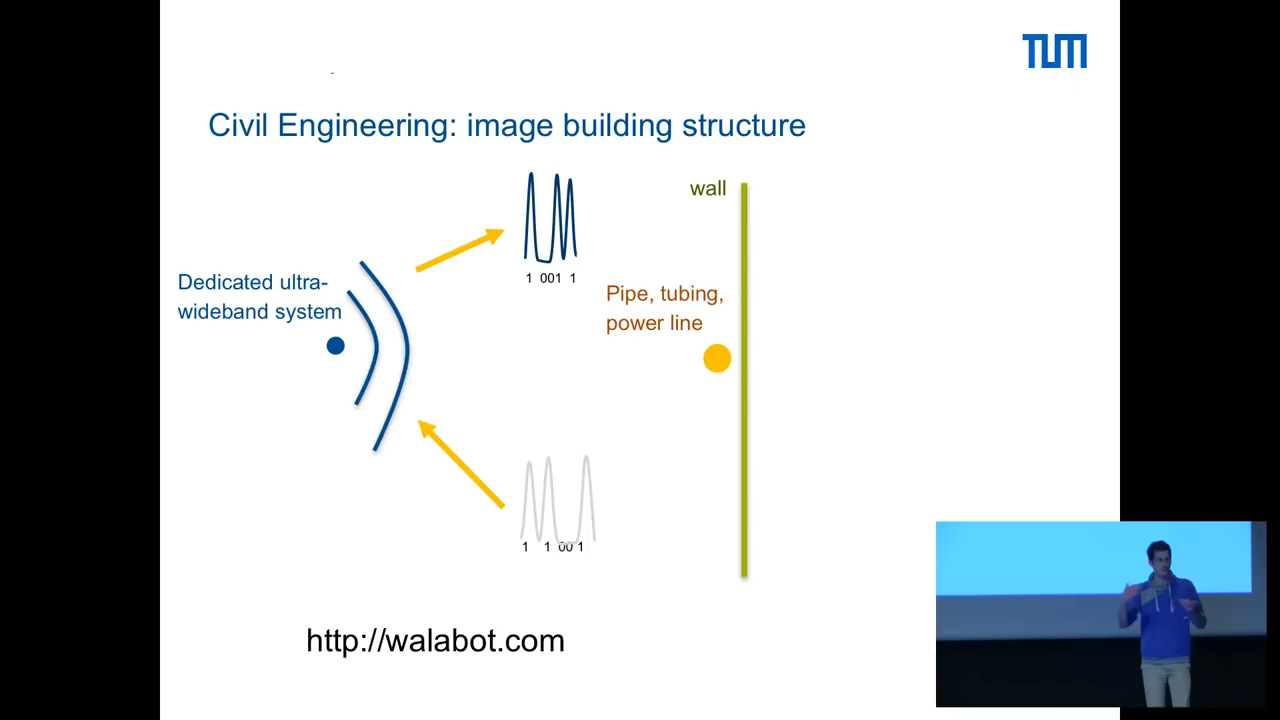 TUM
Civil Engineering: image building structure
wall
1 001 1
Dedicated ultra-
wideband system
Pipe, tubing,
power line
1 1 00 1
http://walabot.com